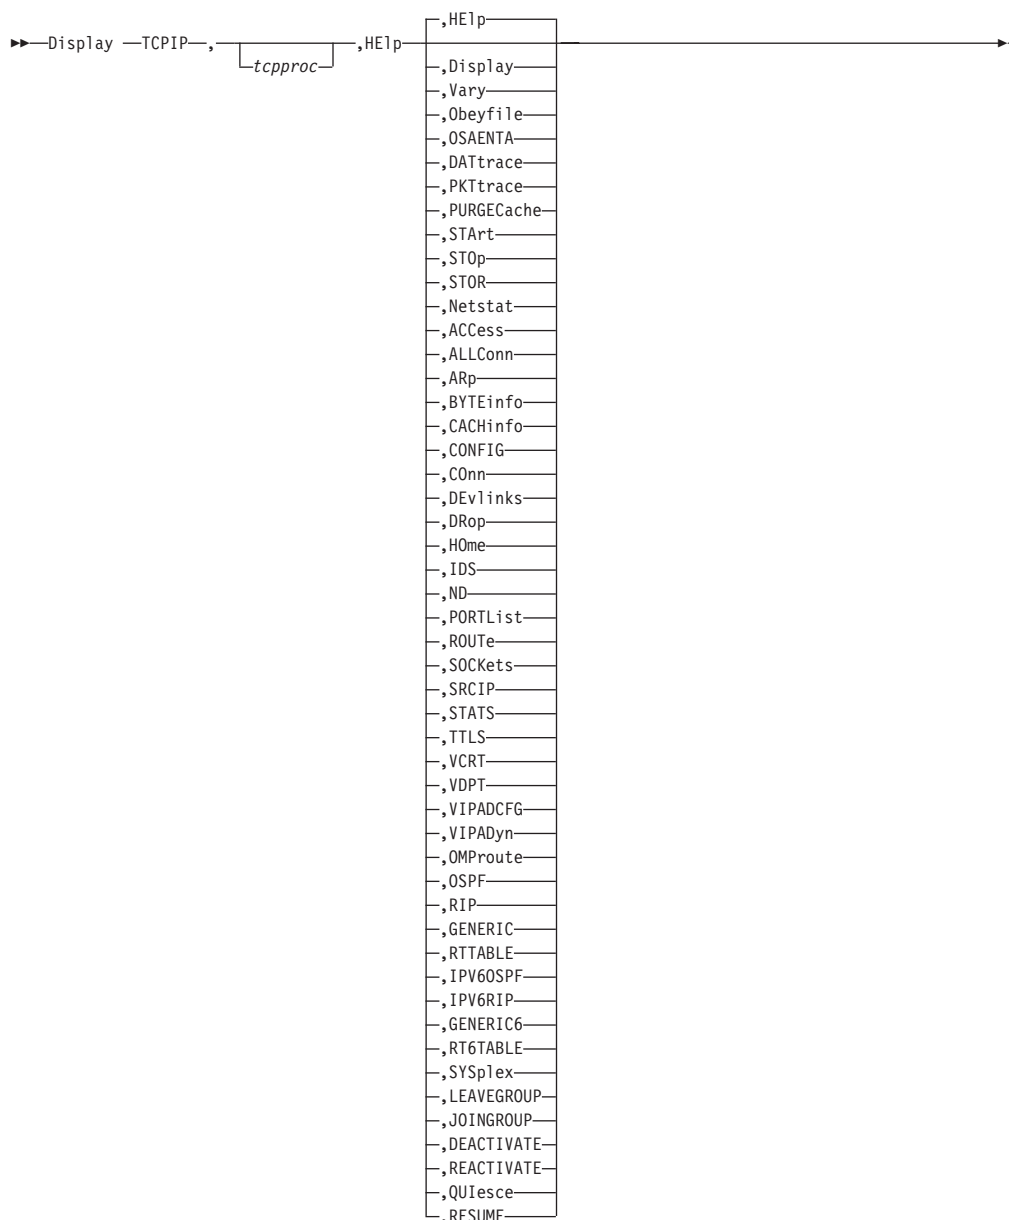 ,HElp
Display TCPIP , ,HElp
tcpproc
,Display
,Vary
,Obeyfile
,OSAENTA
,DATtrace
,PKTtrace
,PURGECache
,STArt
,STOp
,STOR
,Netstat
,ACCess
,ALLConn
,ARp
,BYTEinfo
,CACHinfo
,CONFIG
,COnn
,DEvlinks
,DRop
,HOme
,IDS
,ND
,PORTList
,ROUTe
,SOCKets
,SRCIP
,STATS
,TTLS
,VCRT
,VDPT
,VIPADCFG
,VIPADyn
,OMProute
,OSPF
,RIP
,GENERIC
,RTTABLE
,IPV6OSPF
,IPV6RIP
,GENERIC6
,RT6TABLE
,SYSplex
,LEAVEGROUP
,JOINGROUP
,DEACTIVATE
,REACTIVATE
,QUIesce
,RESUME